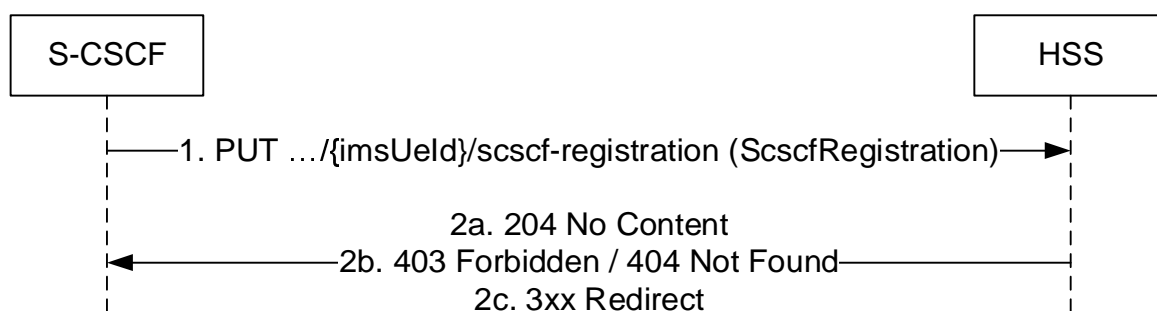 S-CSCF
HSS
1. PUT …/{imsUeId}/scscf-registration (ScscfRegistration)
2a. 204 No Content
2b. 403 Forbidden / 404 Not Found
2c. 3xx Redirect